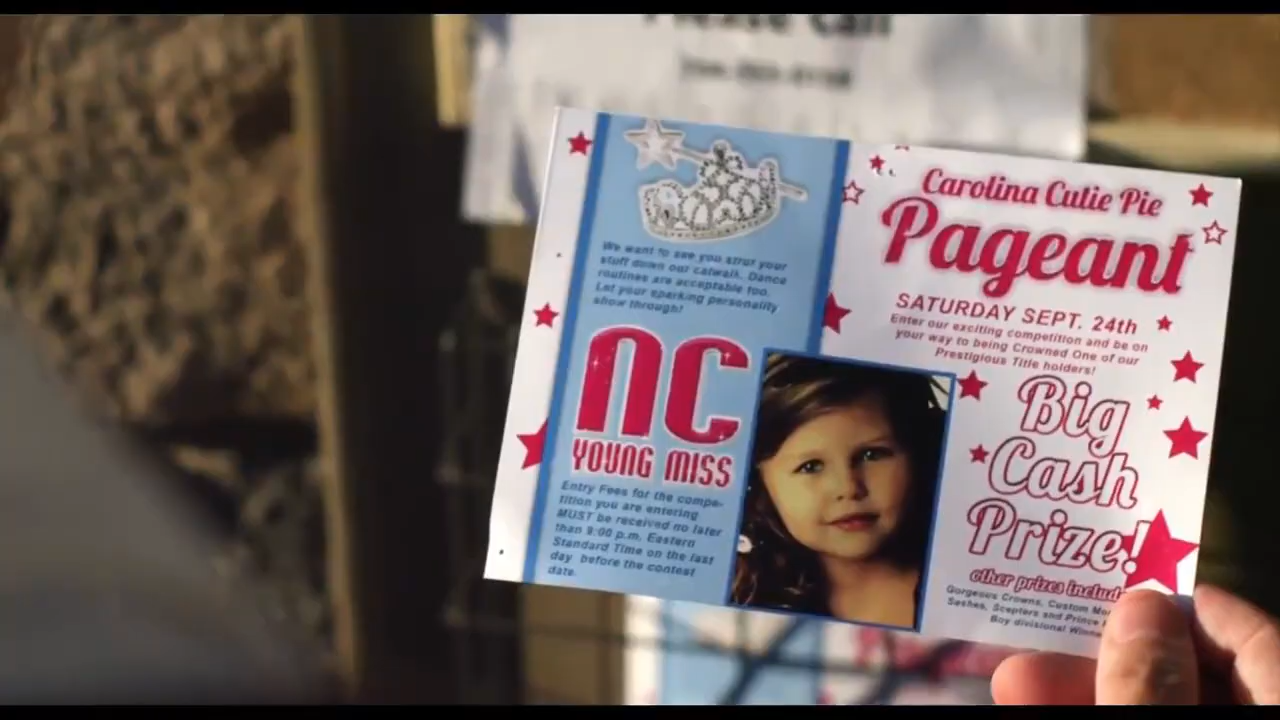 Please Call
We want to see you strut your
stuff down our catwalk. Dance
routines are acceptable too.
Let your sparking personality
show through!
NC
YOUNG MISS
Entry Fees for the compe-
tition you are entering
MUST be received no later
than 9:00 p.m. Eastern
Standard Time on the last
day before the contest
date.
Carolina Cutie Pie
Pageant
SATURDAY SEPT. 24th
Enter our exciting competition and be on
your way to being Crowned One of our
Prestigious Title holders!
Big
Cash
Prize!
other prizes includ
Gorgeous Crowns, Custom Mo
Sashes, Scepters and Prince
Boy divisional Winne